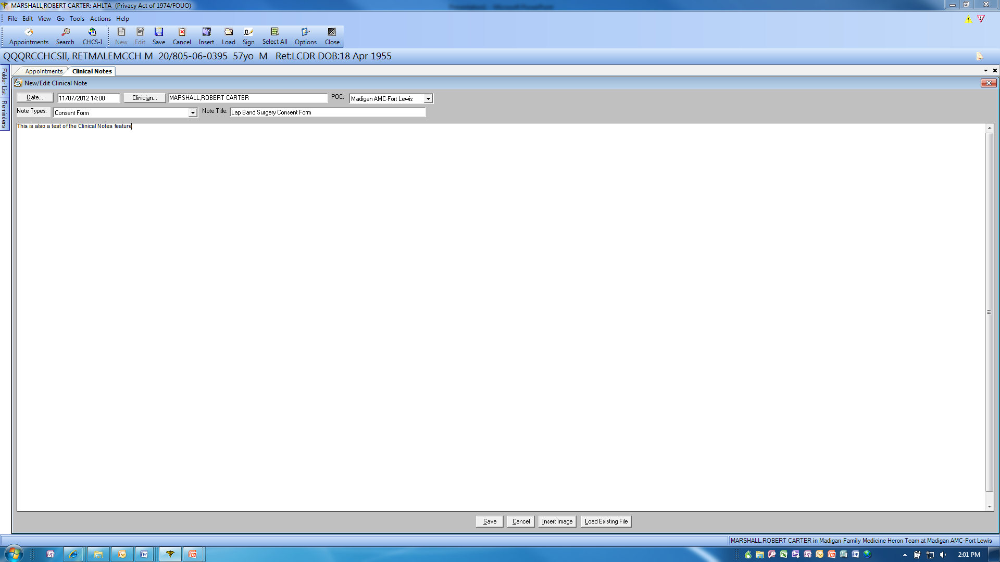 MARSHALL,ROBERT CARTER: AHLTA (Privacy Act of 1974/FOUO)
File Edit View Go Tools Actions Help
Appointments Search CHCS-I New Edit Save Cancel Insert Load Sign Select All Options Close
QQQRCCHCSII, RETMALEMCCH M 20/805-06-0395 57yo M Ret:LCDR DOB:18 Apr 1955
Folder List
Reminders
Appointments Clinical Notes
New/Edit Clinical Note
Date... 11/07/2012 14:00 Clinician... MARSHALL,ROBERT CARTER POC: Madigan AMC-Fort Lewis
Note Types: Consent Form Note Title: Lap Band Surgery Consent Form
This is also a test of the Clinical Notes feature
Save Cancel Insert Image Load Existing File
MARSHALL,ROBERT CARTER in Madigan Family Medicine Heron Team at Madigan AMC-Fort Lewis
2:01 PM